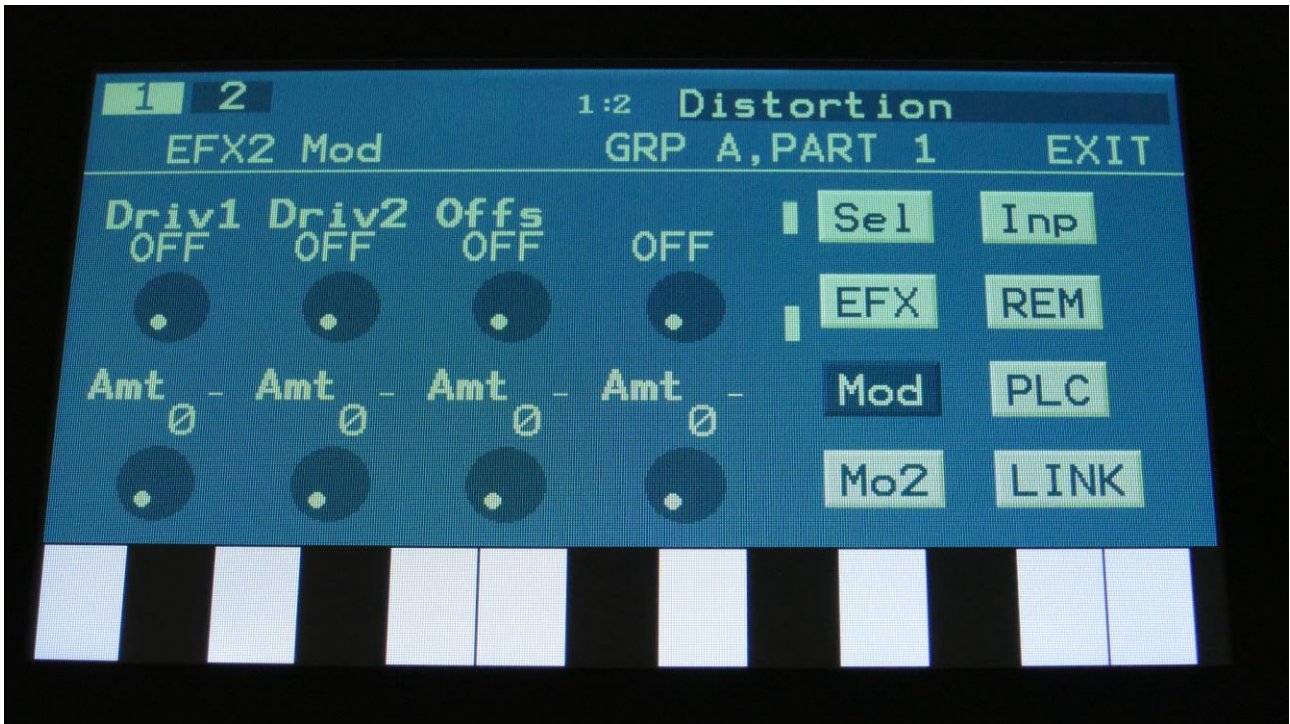 1 2 1:2 Distortion
EFX2 Mod GRP A,PART 1 EXIT
Driv1 Driv2 Offs Sel Inp
OFF OFF OFF OFF
EFX REM
Amt - Amt - Amt - Amt - Mod PLC
0 0 0 0
Mo2 LINK